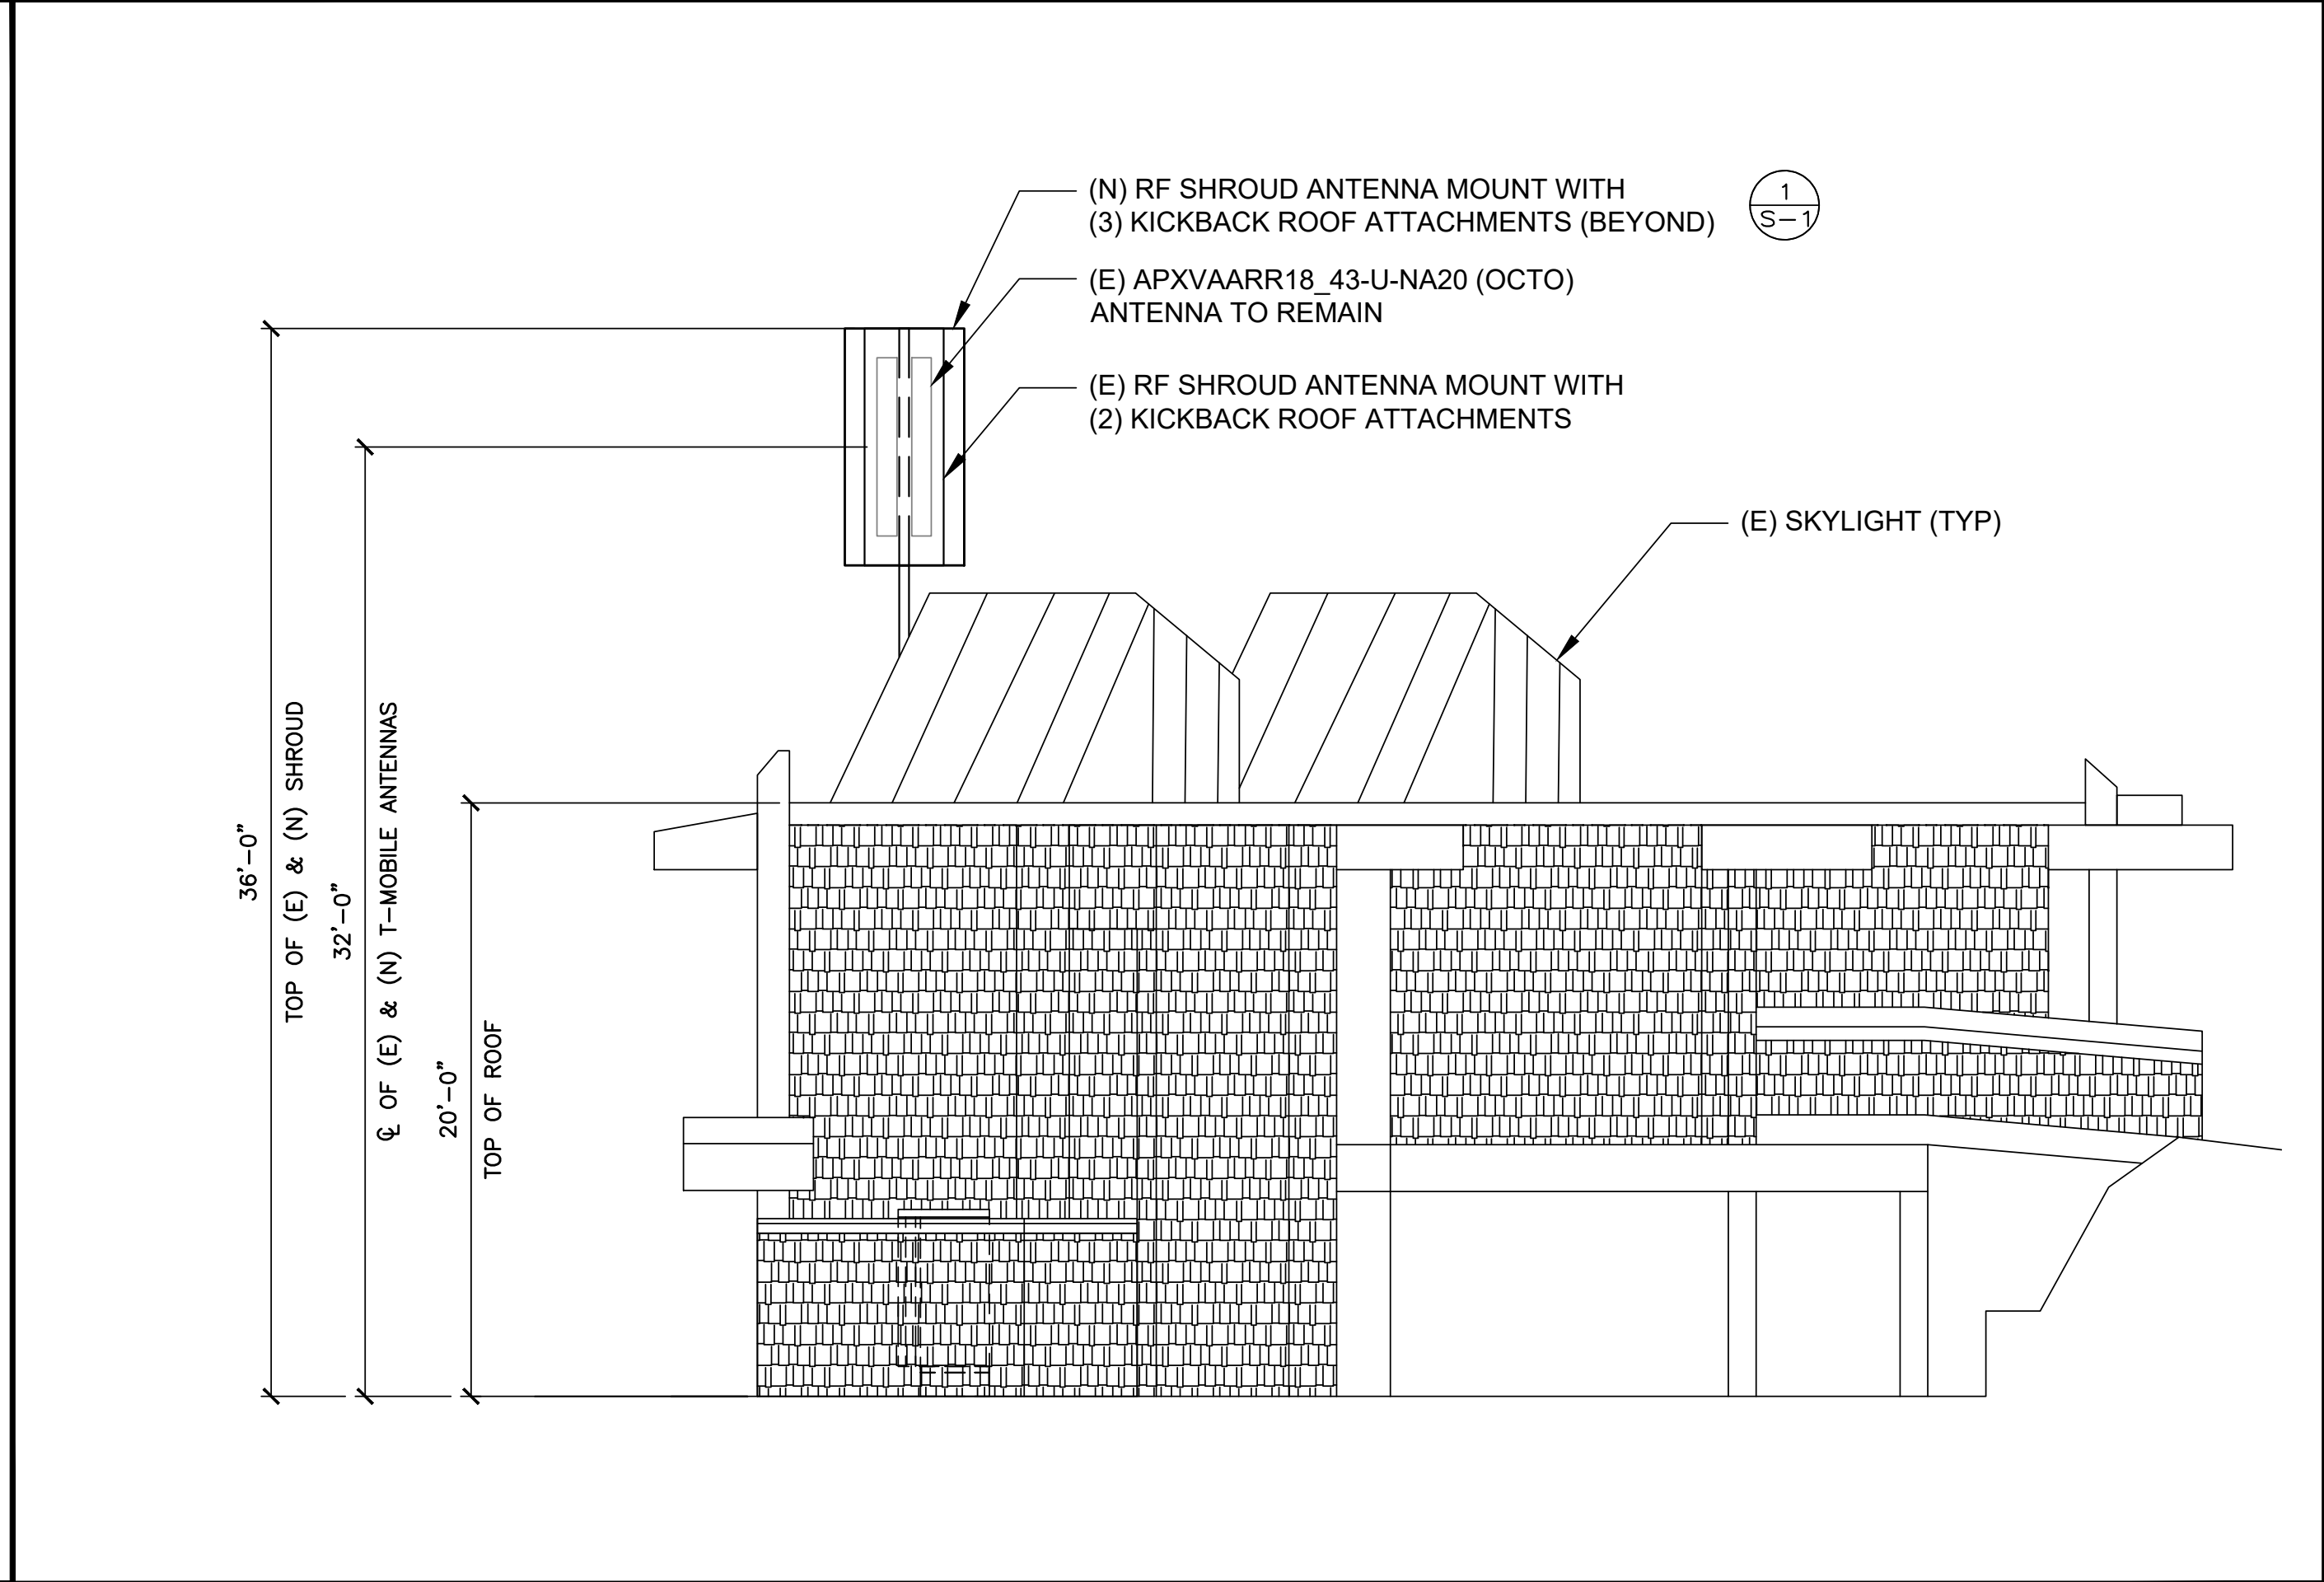 (N) RF SHROUD ANTENNA MOUNT WITH
(3) KICKBACK ROOF ATTACHMENTS (BEYOND)
1
S-1
(E) APXVAARR18_43-U-NA20 (OCTO)
ANTENNA TO REMAIN
(E) RF SHROUD ANTENNA MOUNT WITH
(2) KICKBACK ROOF ATTACHMENTS
(E) SKYLIGHT (TYP)
36'-0"
TOP OF (E) & (N) SHROUD
32'-0"
℄ OF (E) & (N) T-MOBILE ANTENNAS
20'-0"
TOP OF ROOF